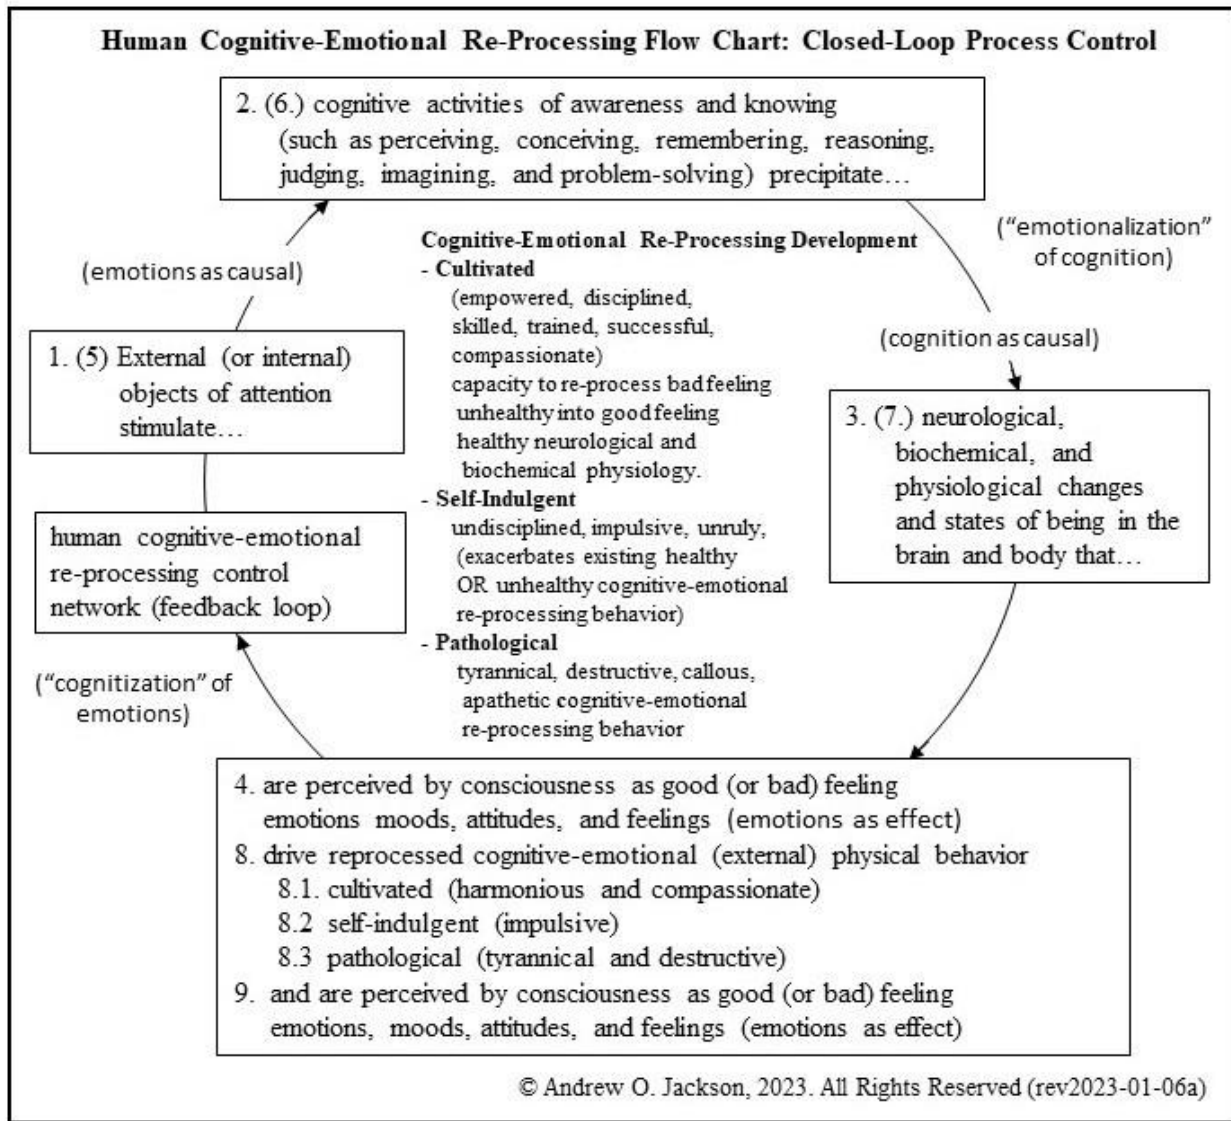 Human Cognitive-Emotional Re-Processing Flow Chart: Closed-Loop Process Control
2. (6.) cognitive activities of awareness and knowing
(such as perceiving, conceiving, remembering, reasoning,
judging, imagining, and problem-solving) precipitate…
(“emotionalization”
of cognition)
(emotions as causal)
(cognition as causal)
1. (5) External (or internal)
objects of attention
stimulate…
Cognitive-Emotional Re-Processing Development
- Cultivated
(empowered, disciplined,
skilled, trained, successful,
compassionate)
capacity to re-process bad feeling
unhealthy into good feeling
healthy neurological and
biochemical physiology.
- Self-Indulgent
undisciplined, impulsive, unruly,
(exacerbates existing healthy
OR unhealthy cognitive-emotional
re-processing behavior)
- Pathological
tyrannical, destructive, callous,
apathetic cognitive-emotional
re-processing behavior
3. (7.) neurological,
biochemical, and
physiological changes
and states of being in the
brain and body that…
human cognitive-emotional
re-processing control
network (feedback loop)
(“cognitization” of
emotions)
4. are perceived by consciousness as good (or bad) feeling
emotions moods, attitudes, and feelings (emotions as effect)
8. drive reprocessed cognitive-emotional (external) physical behavior
8.1. cultivated (harmonious and compassionate)
8.2 self-indulgent (impulsive)
8.3 pathological (tyrannical and destructive)
9. and are perceived by consciousness as good (or bad) feeling
emotions, moods, attitudes, and feelings (emotions as effect)
© Andrew O. Jackson, 2023. All Rights Reserved (rev2023-01-06a)